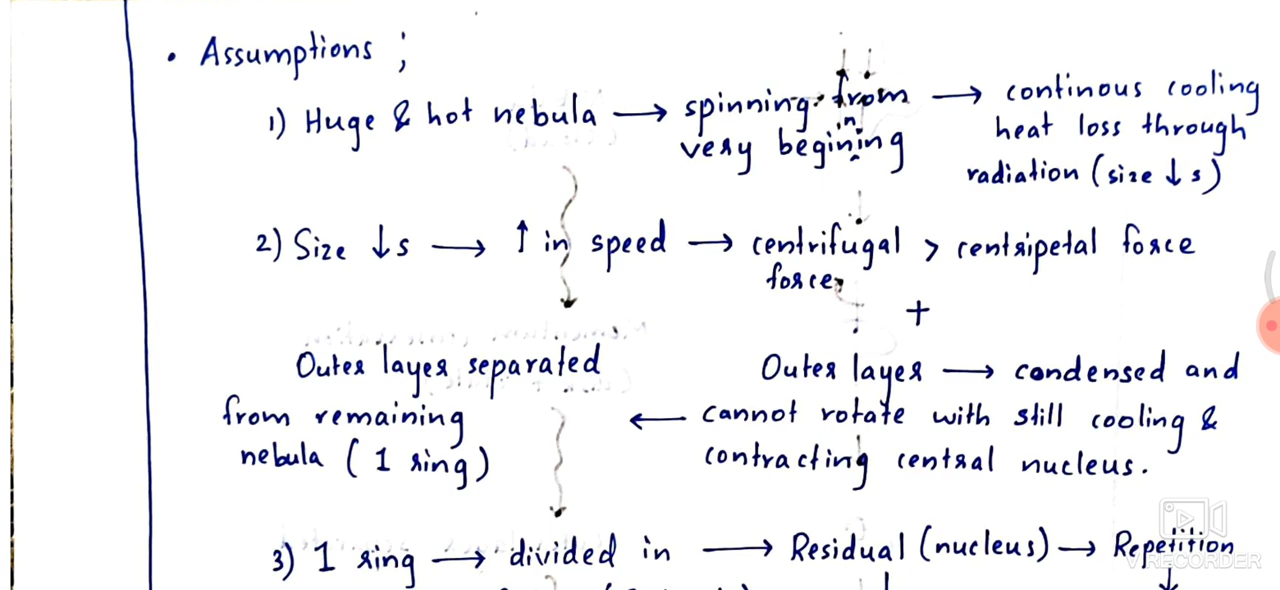 • Assumptions ;
1) Huge & hot nebula → spinning from → continous cooling
very begining heat loss through
in
radiation (size ↓ s)
2) Size ↓s → ↑ in speed → centrifugal > centripetal force
force
+
Outer layer separated Outer layer → condensed and
from remaining ← cannot rotate with still cooling &
nebula (1 ring) contracting central nucleus.
3) 1 ring → divided in → Residual (nucleus) → Repetition
↓
V RECORDER